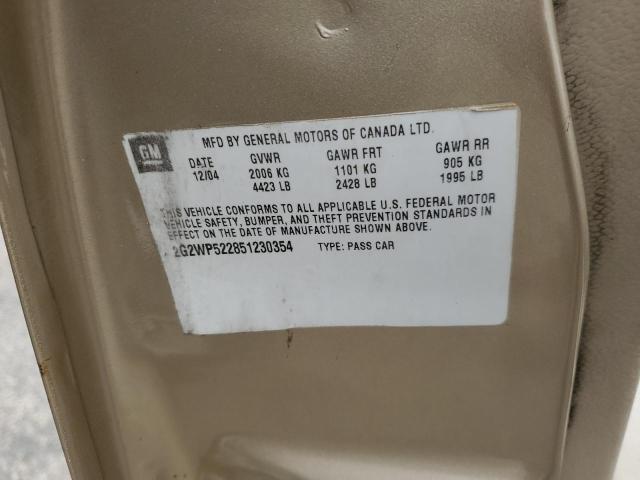 GM
MFD BY GENERAL MOTORS OF CANADA LTD.
DATE GVWR GAWR FRT GAWR RR
12/04 2006 KG 1101 KG 905 KG
4423 LB 2428 LB 1995 LB
THIS VEHICLE CONFORMS TO ALL APPLICABLE U.S. FEDERAL MOTOR
VEHICLE SAFETY, BUMPER, AND THEFT PREVENTION STANDARDS IN
EFFECT ON THE DATE OF MANUFACTURE SHOWN ABOVE.
2G2WP522851230354 TYPE: PASS CAR